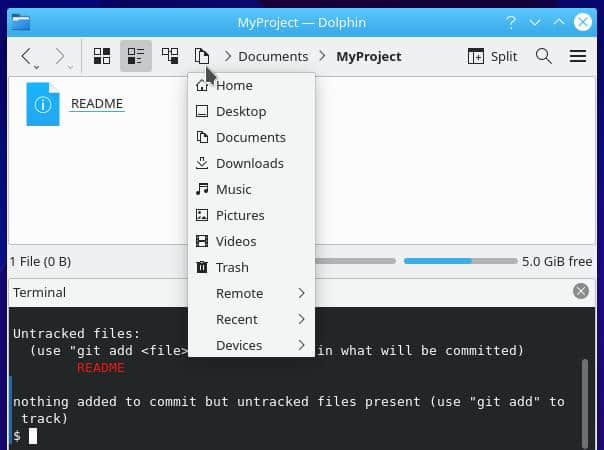 MyProject — Dolphin
Documents
MyProject
Split
README
Home
Desktop
Documents
Downloads
Music
Pictures
Videos
Trash
Remote
Recent
Devices
1 File (0 B)
5.0 GiB free
Terminal
Untracked files:
(use "git add <file> in what will be committed)
README
nothing added to commit but untracked files present (use "git add" to
track)
$